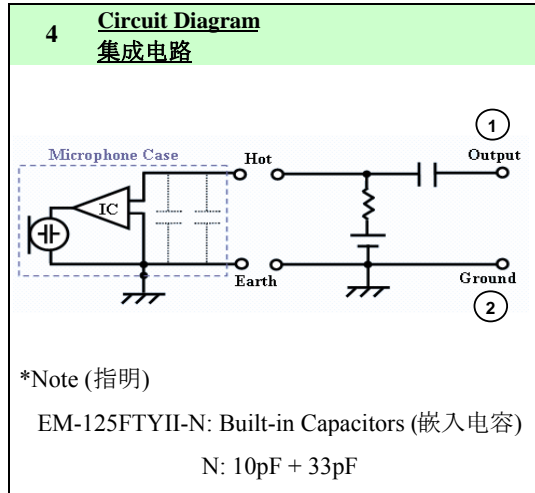 4
Circuit Diagram
集成电路
1
Microphone Case
Hot
Output
IC
Earth
Ground
2
*Note (指明)
EM-125FTYII-N: Built-in Capacitors (嵌入电容)
N: 10pF + 33pF